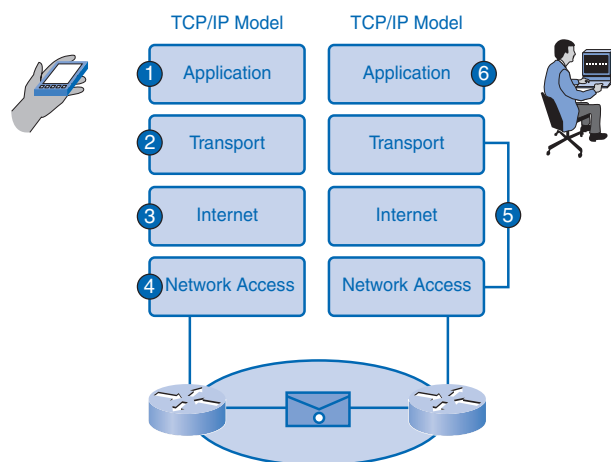 TCP/IP Model TCP/IP Model
1 Application Application 6
2 Transport Transport
3 Internet Internet 5
4 Network Access Network Access